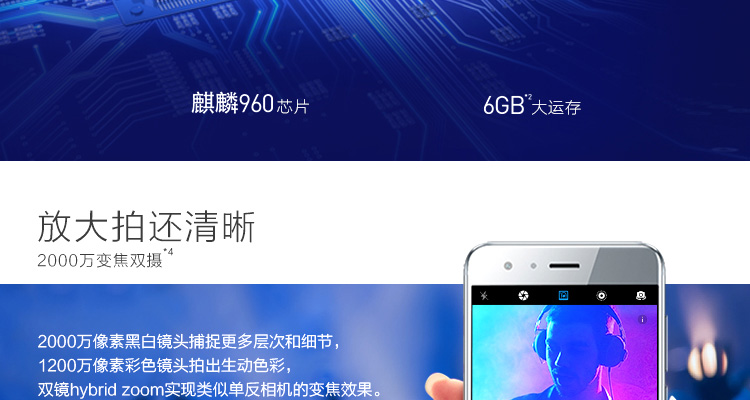 麒麟960芯片
6GB*2大运存
放大拍还清晰
2000万变焦双摄*4
2000万像素黑白镜头捕捉更多层次和细节，
1200万像素彩色镜头拍出生动色彩，
双镜hybrid zoom实现类似单反相机的变焦效果。